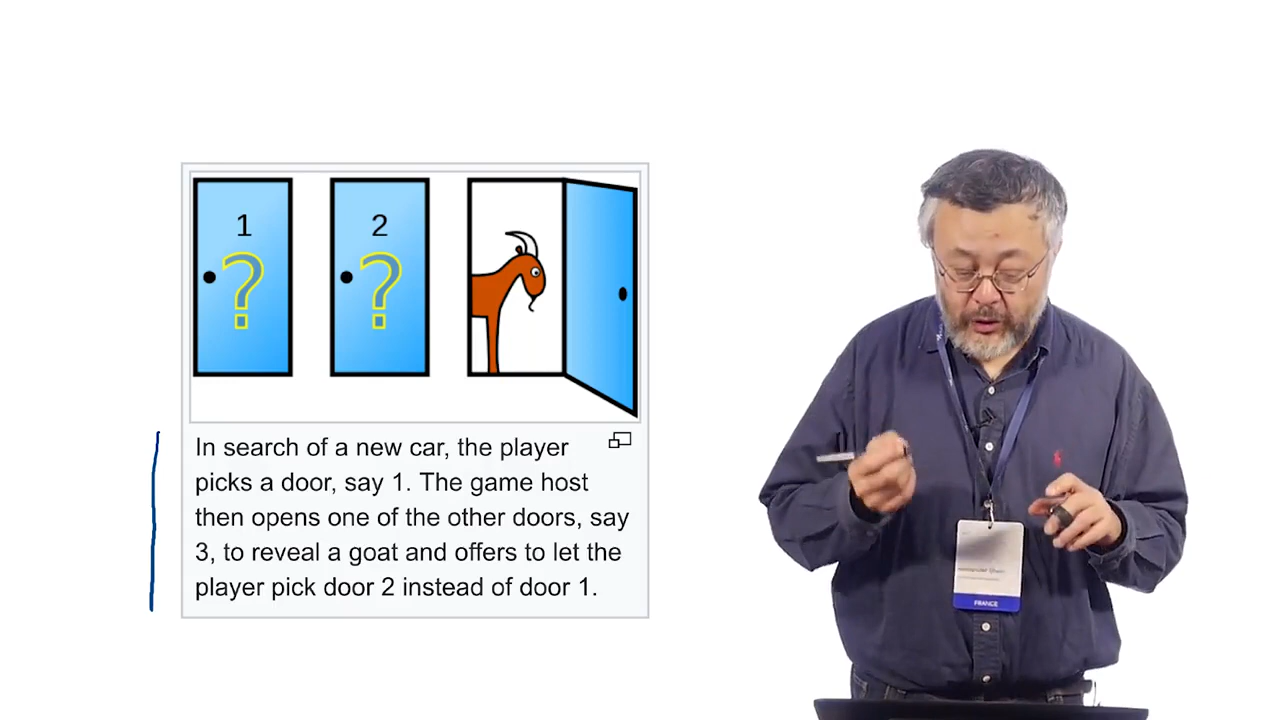 1
2
?
?
In search of a new car, the player
picks a door, say 1. The game host
then opens one of the other doors, say
3, to reveal a goat and offers to let the
player pick door 2 instead of door 1.
FRANCE